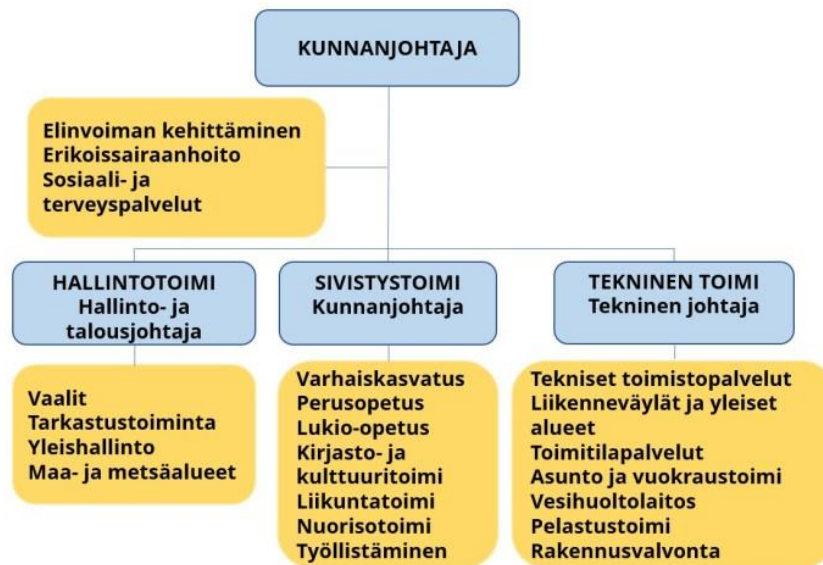 KUNNANJOHTAJA
Elinvoiman kehittäminen
Erikoissairaanhoito
Sosiaali- ja
terveyspalvelut
HALLINTOTOIMI
Hallinto- ja
talousjohtaja
SIVISTYSTOIMI
Kunnanjohtaja
TEKNINEN TOIMI
Tekninen johtaja
Vaalit
Tarkastustoiminta
Yleishallinto
Maa- ja metsäalueet
Varhaiskasvatus
Perusopetus
Lukio-opetus
Kirjasto- ja
kulttuuritoimi
Liikuntatoimi
Nuorisotoimi
Työllistäminen
Tekniset toimistopalvelut
Liikenneväylät ja yleiset
alueet
Toimitilapalvelut
Asunto ja vuokraustoimi
Vesihuoltolaitos
Pelastustoimi
Rakennusvalvonta